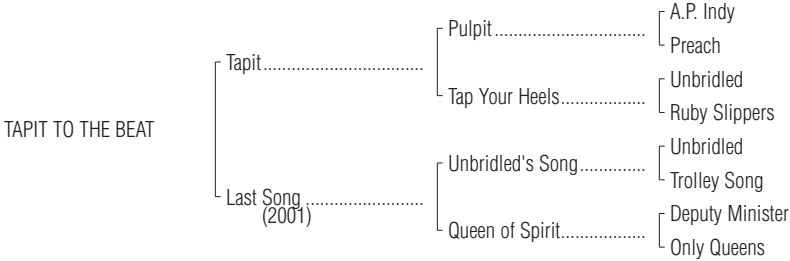 A.P. Indy
Pulpit..............................
Preach
Tapit................................
Unbridled
Tap Your Heels.................
Ruby Slippers
TAPIT TO THE BEAT
Unbridled
Unbridled's Song.............
Trolley Song
Last Song .......................
(2001)
Deputy Minister
Queen of Spirit.................
Only Queens